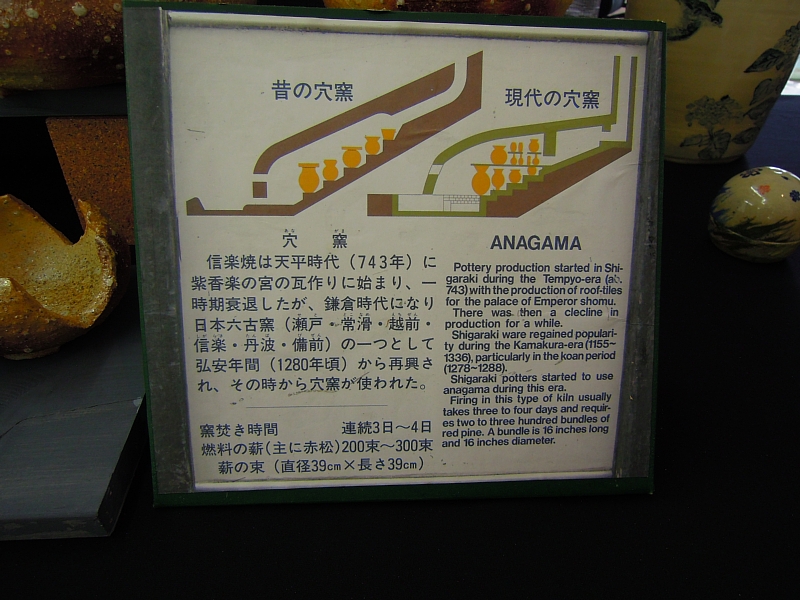 昔の穴窯
現代の穴窯
穴窯
信楽焼は天平時代（743年）に
紫香楽の宮の瓦作りに始まり、一
時期衰退したが、鎌倉時代になり
日本六古窯（瀬戸・常滑・越前・
信楽・丹波・備前）の一つとして
弘安年間（1280年頃）から再興さ
れ、その時から穴窯が使われた。
窯焚き時間 連続3日〜4日
燃料の薪(主に赤松)200束〜300束
薪の束（直径39cm×長さ39cm）
ANAGAMA
Pottery production started in Shi-
garaki during the Tempyo-era (ab.
743) with the production of roof-tiles
for the palace of Emperor shomu.
There was then a clecline in
production for a while.
Shigaraki ware regained populari-
ty during the Kamakura-era (1155~
1336), particularly in the koan period
(1278~1288).
Shigaraki potters started to use
anagama during this era.
Firing in this type of kiln usually
takes three to four days and requir-
es two to three hundred bundles of
red pine. A bundle is 16 inches long
and 16 inches diameter.